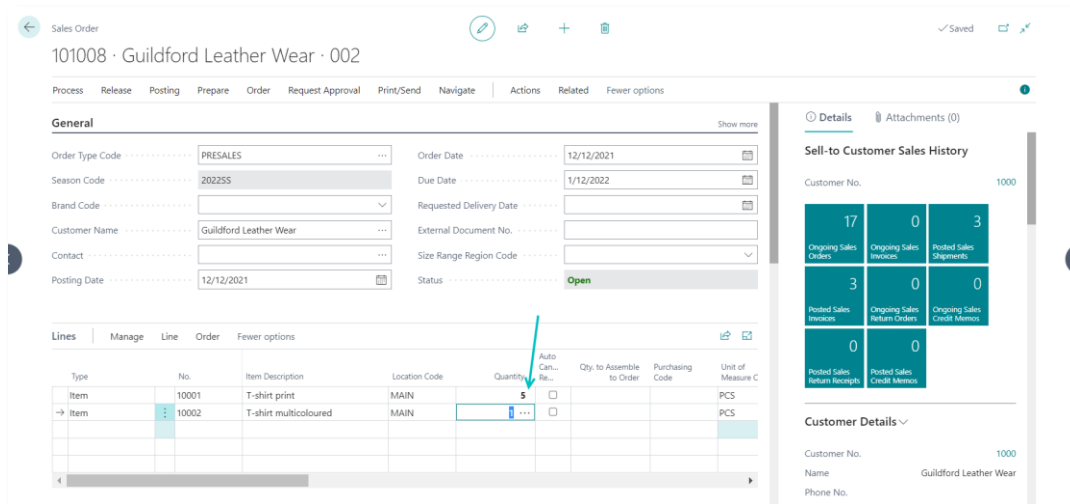 Sales Order
Saved
101008 · Guildford Leather Wear · 002
Process Release Posting Prepare Order Request Approval Print/Send Navigate Actions Related Fewer options
General
Show more
Order Type Code PRESALES
Season Code 2022SS
Brand Code
Customer Name Guildford Leather Wear
Contact
Posting Date 12/12/2021
Order Date 12/12/2021
Due Date 1/12/2022
Requested Delivery Date
External Document No.
Size Range Region Code
Status Open
Lines Manage Line Order Fewer options
Type No. Item Description Location Code Quantity Auto Can... Re... Qty. to Assemble to Order Purchasing Code Unit of Measure C
Item 10001 T-shirt print MAIN 5 PCS
Item 10002 T-shirt multicoloured MAIN 1 PCS
Details Attachments (0)
Sell-to Customer Sales History
Customer No. 1000
17 Ongoing Sales Orders
0 Ongoing Sales Invoices
3 Posted Sales Shipments
3 Posted Sales Invoices
0 Ongoing Sales Return Orders
0 Ongoing Sales Credit Memos
0 Posted Sales Return Receipts
0 Posted Sales Credit Memos
Customer Details
Customer No. 1000
Name Guildford Leather Wear
Phone No.